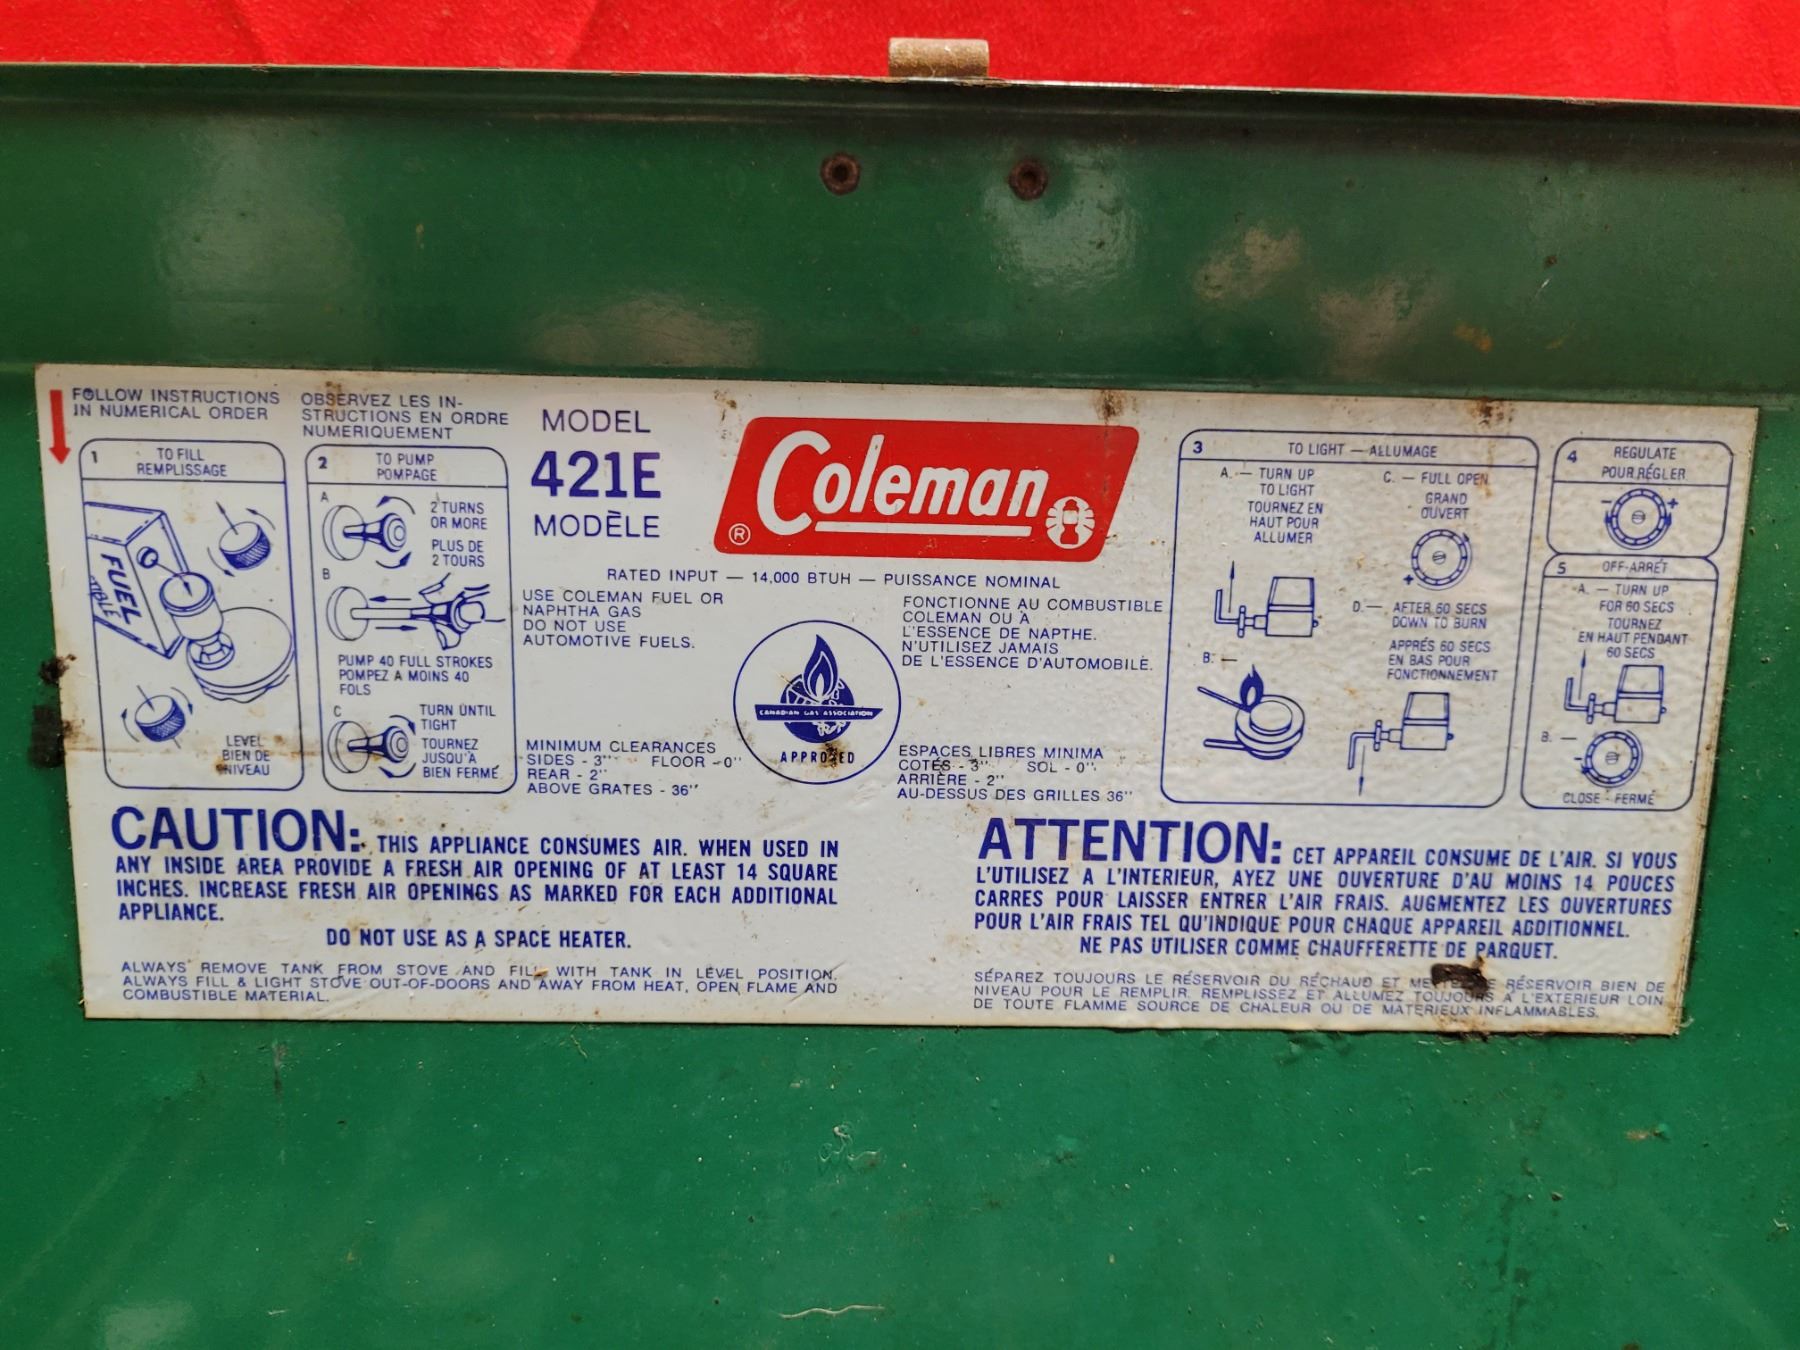 FOLLOW INSTRUCTIONS
IN NUMERICAL ORDER
OBSERVEZ LES IN-
STRUCTIONS EN ORDRE
NUMERIQUEMENT
1
TO FILL
REMPLISSAGE
FUEL
LEVEL
BIEN DE
NIVEAU
2
TO PUMP
POMPAGE
A
2 TURNS
OR MORE
PLUS DE
2 TOURS
B
PUMP 40 FULL STROKES
POMPEZ A MOINS 40
FOLS
C
TURN UNTIL
TIGHT
TOURNEZ
JUSQU'À
BIEN FERMÉ
MODEL
421E
MODÈLE
Coleman
®
RATED INPUT — 14,000 BTUH — PUISSANCE NOMINAL
USE COLEMAN FUEL OR
NAPHTHA GAS
DO NOT USE
AUTOMOTIVE FUELS.
MINIMUM CLEARANCES
SIDES - 3" FLOOR - 0"
REAR - 2"
ABOVE GRATES - 36"
CANADIAN GAS ASSOCIATION
APPROVED
FONCTIONNE AU COMBUSTIBLE
COLEMAN OU À
L'ESSENCE DE NAPTHE.
N'UTILISEZ JAMAIS
DE L'ESSENCE D'AUTOMOBILE.
ESPACES LIBRES MINIMA
COTÉS - 3" SOL - 0"
ARRIÈRE - 2"
AU-DESSUS DES GRILLES 36"
3
TO LIGHT — ALLUMAGE
A. — TURN UP
TO LIGHT
TOURNEZ EN
HAUT POUR
ALLUMER
B. —
C. — FULL OPEN
GRAND
OUVERT
+
D. — AFTER 60 SECS
DOWN TO BURN
APPRÉS 60 SECS
EN BAS POUR
FONCTIONNEMENT
4
REGULATE
POUR RÉGLER
- +
5
OFF-ARRÉT
A. — TURN UP
FOR 60 SECS
TOURNEZ
EN HAUT PENDANT
60 SECS
B. —
-
CLOSE - FERMÉ
CAUTION: THIS APPLIANCE CONSUMES AIR. WHEN USED IN
ANY INSIDE AREA PROVIDE A FRESH AIR OPENING OF AT LEAST 14 SQUARE
INCHES. INCREASE FRESH AIR OPENINGS AS MARKED FOR EACH ADDITIONAL
APPLIANCE.
DO NOT USE AS A SPACE HEATER.
ALWAYS REMOVE TANK FROM STOVE AND FILL WITH TANK IN LEVEL POSITION.
ALWAYS FILL & LIGHT STOVE OUT-OF-DOORS AND AWAY FROM HEAT, OPEN FLAME AND
COMBUSTIBLE MATERIAL.
ATTENTION: CET APPAREIL CONSUME DE L'AIR. SI VOUS
L'UTILISEZ A L'INTERIEUR, AYEZ UNE OUVERTURE D'AU MOINS 14 POUCES
CARRES POUR LAISSER ENTRER L'AIR FRAIS. AUGMENTEZ LES OUVERTURES
POUR L'AIR FRAIS TEL QU'INDIQUE POUR CHAQUE APPAREIL ADDITIONNEL.
NE PAS UTILISER COMME CHAUFFERETTE DE PARQUET.
SÉPAREZ TOUJOURS LE RÉSERVOIR DU RÉCHAUD ET RÉSERVOIR BIEN DE
NIVEAU POUR LE REMPLIR. REMPLISSEZ ET ALLUMEZ TOUJOURS A L'EXTERIEUR LOIN
DE TOUTE FLAMME SOURCE DE CHALEUR OU DE MATERIEUX INFLAMMABLES.